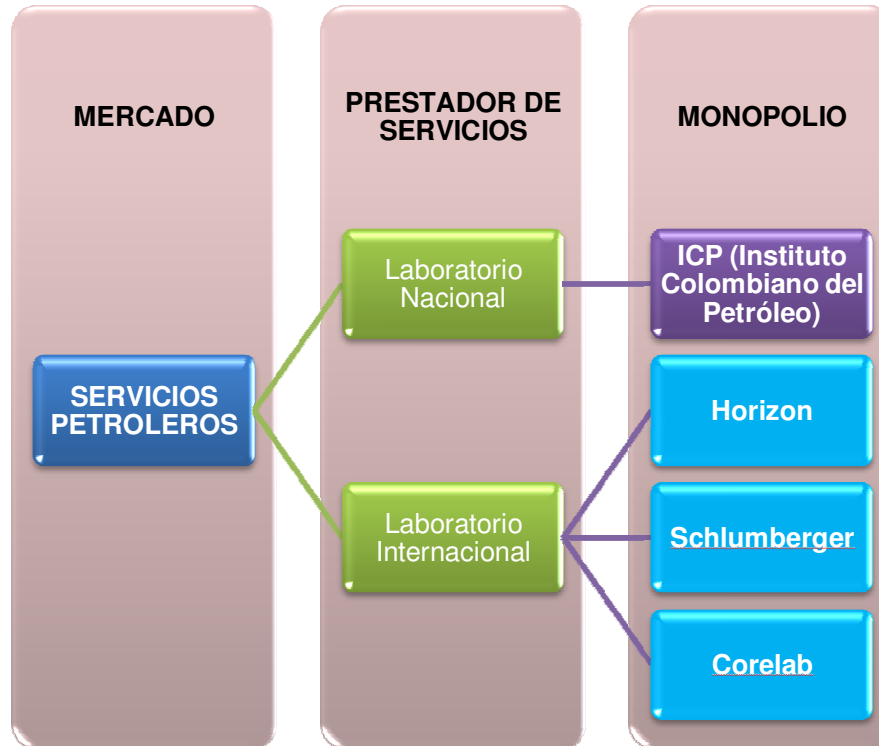 MERCADO
PRESTADOR DE
SERVICIOS
MONOPOLIO
SERVICIOS
PETROLEROS
Laboratorio
Nacional
Laboratorio
Internacional
ICP (Instituto
Colombiano del
Petróleo)
Horizon
Schlumberger
Corelab